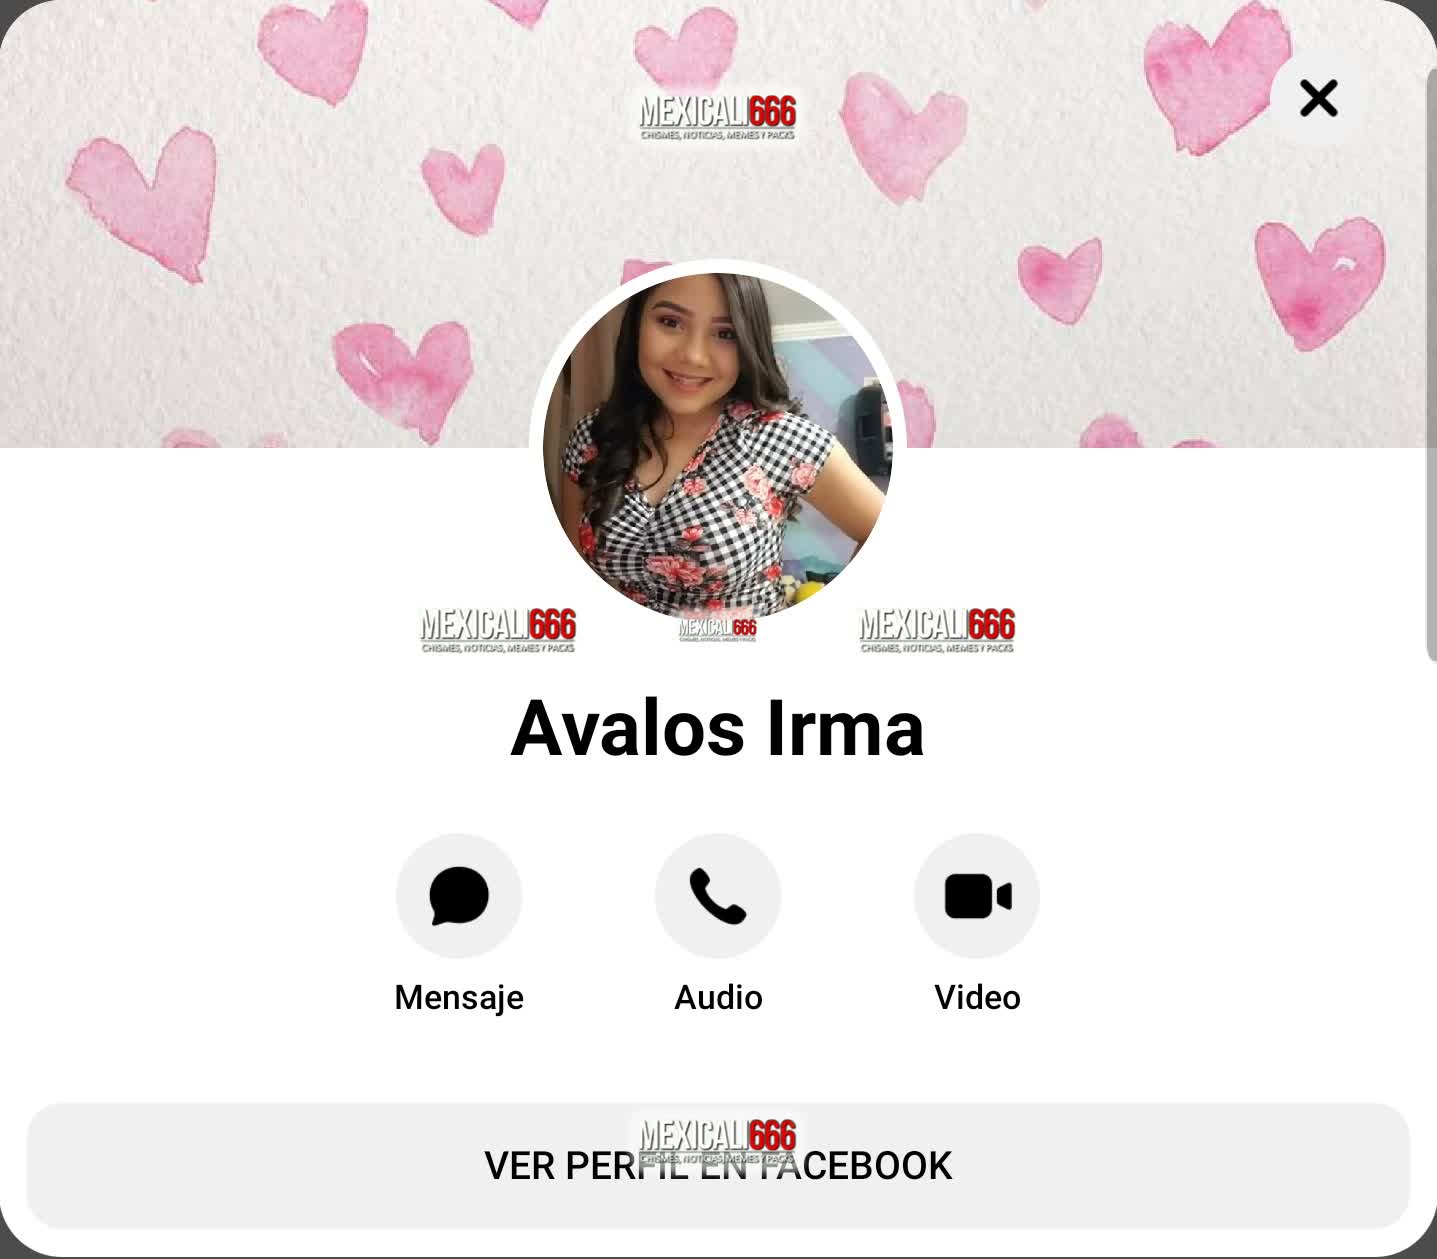 MEXICALI666
CHISMES, NOTICIAS, MEMES Y PACKS
MEXICALI666
CHISMES, NOTICIAS, MEMES Y PACKS
MEXICALI666
CHISMES, NOTICIAS, MEMES Y PACKS
MEXICALI666
CHISMES, NOTICIAS, MEMES Y PACKS
Avalos Irma
Mensaje
Audio
Video
MEXICALI666
CHISMES, NOTICIAS, MEMES Y PACKS
VER PERFIL EN FACEBOOK